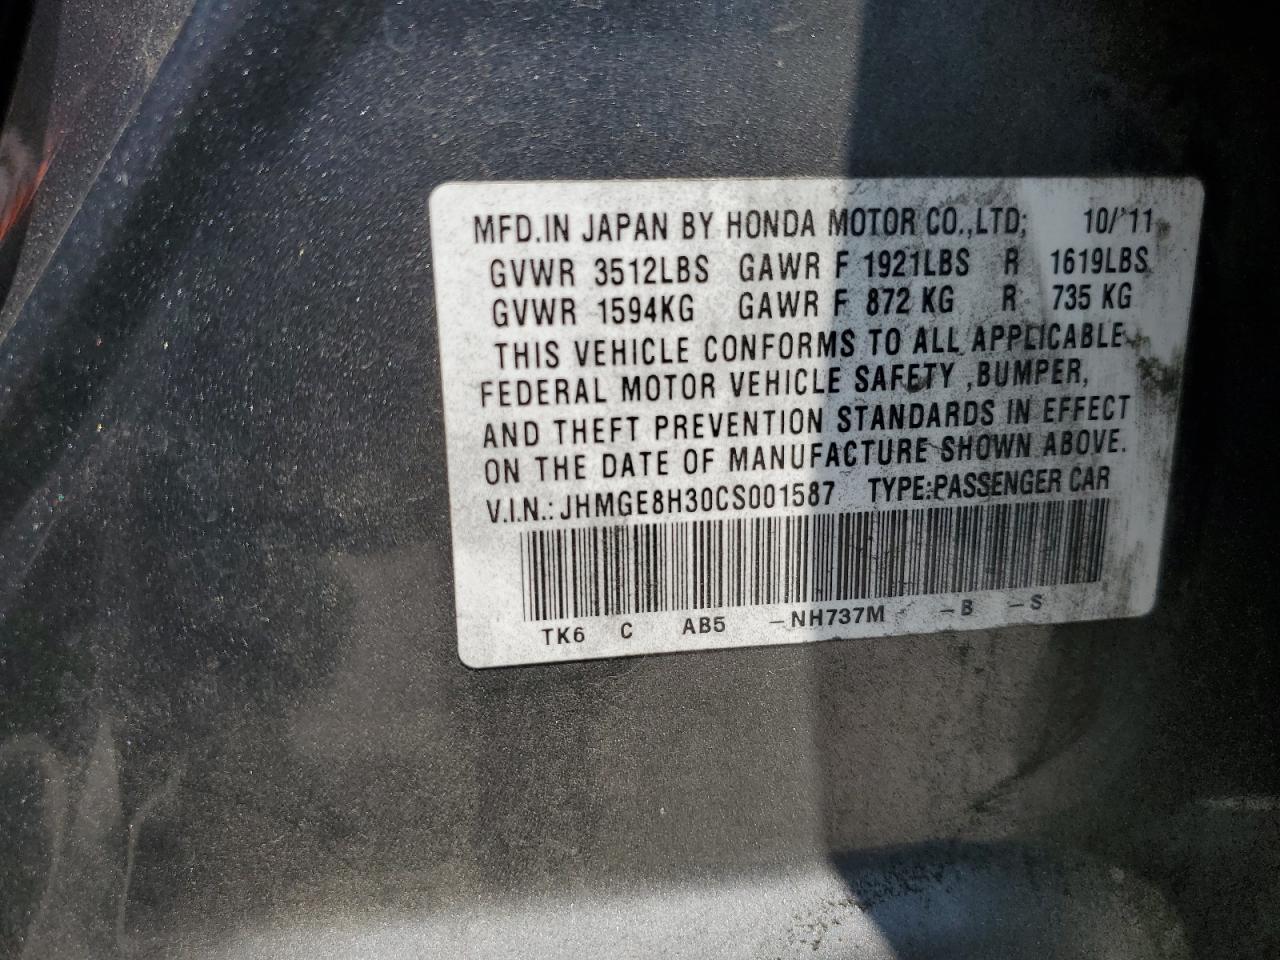 MFD.IN JAPAN BY HONDA MOTOR CO.,LTD; 10/'11
GVWR 3512LBS GAWR F 1921LBS R 1619LBS
GVWR 1594KG GAWR F 872 KG R 735 KG
THIS VEHICLE CONFORMS TO ALL APPLICABLE
FEDERAL MOTOR VEHICLE SAFETY ,BUMPER,
AND THEFT PREVENTION STANDARDS IN EFFECT
ON THE DATE OF MANUFACTURE SHOWN ABOVE.
V.I.N.: JHMGE8H30CS001587 TYPE:PASSENGER CAR
TK6 C AB5 –NH737M –B –S